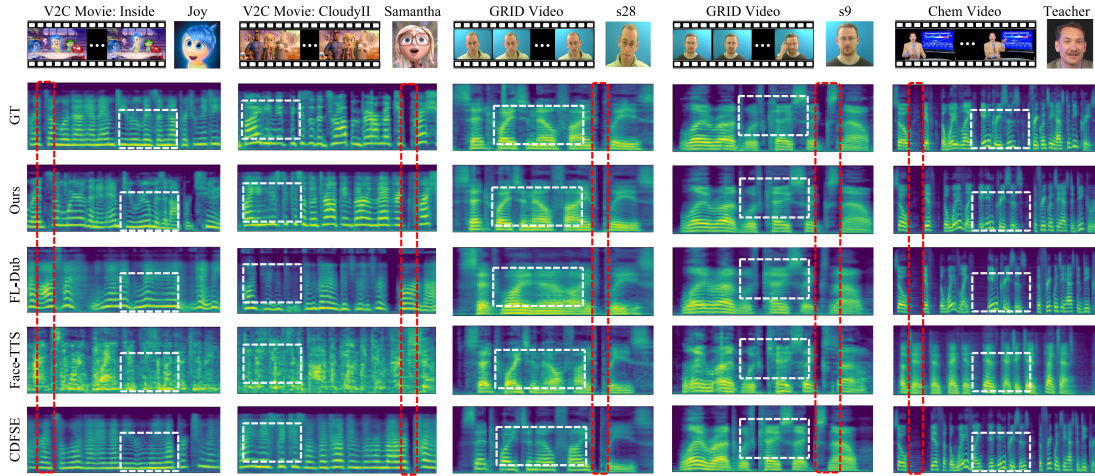 V2C Movie: Inside Joy V2C Movie: CloudyII Samantha GRID Video s28 GRID Video s9 Chem Video Teacher
GT
Ours
FL-Dub
Face-TTS
CDFSE